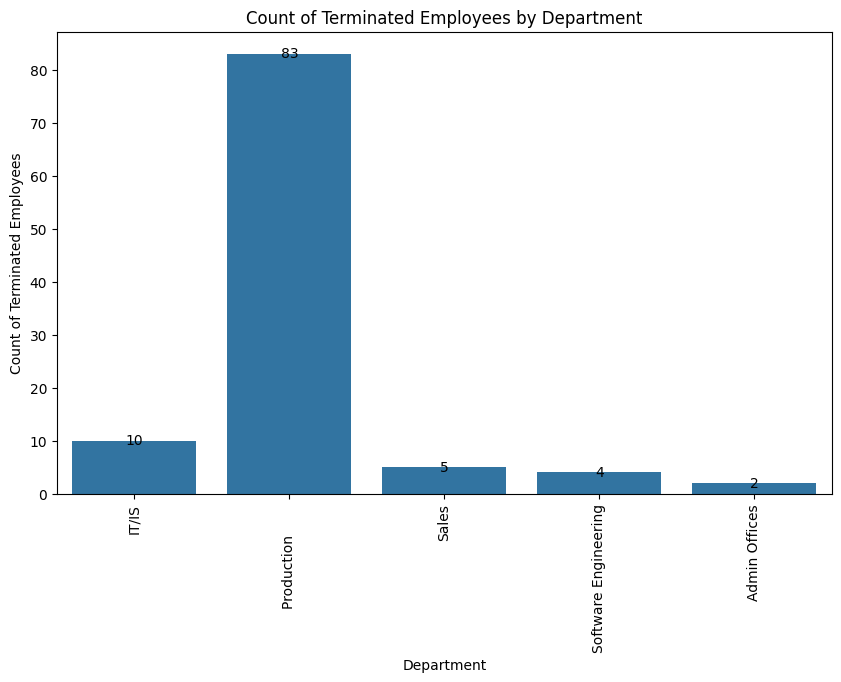 Count of Terminated Employees by Department
Count of Terminated Employees
80
70
60
50
40
30
20
10
0
10
83
5
4
2
IT/IS
Production
Sales
Software Engineering
Admin Offices
Department